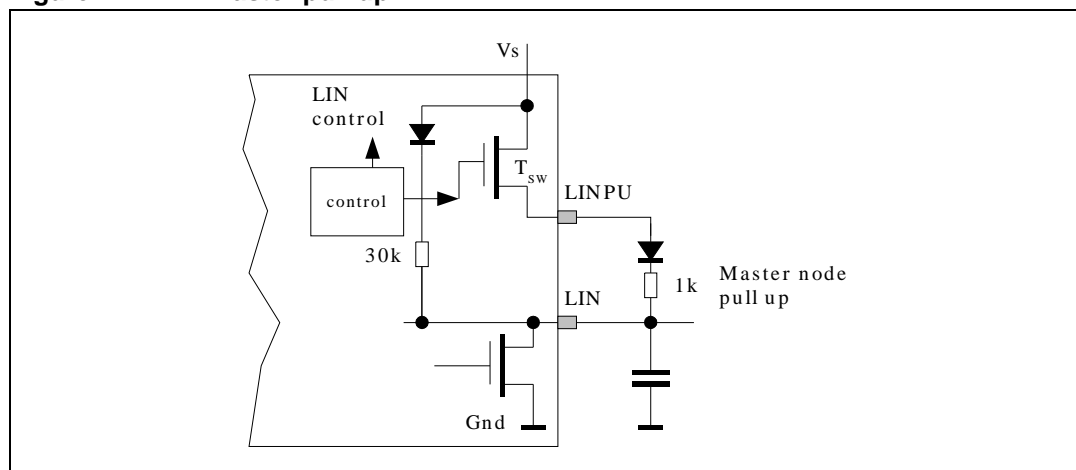 Vs
LIN
control
T_sw
LINPU
control
30k
1k
Master node
pull up
LIN
Gnd